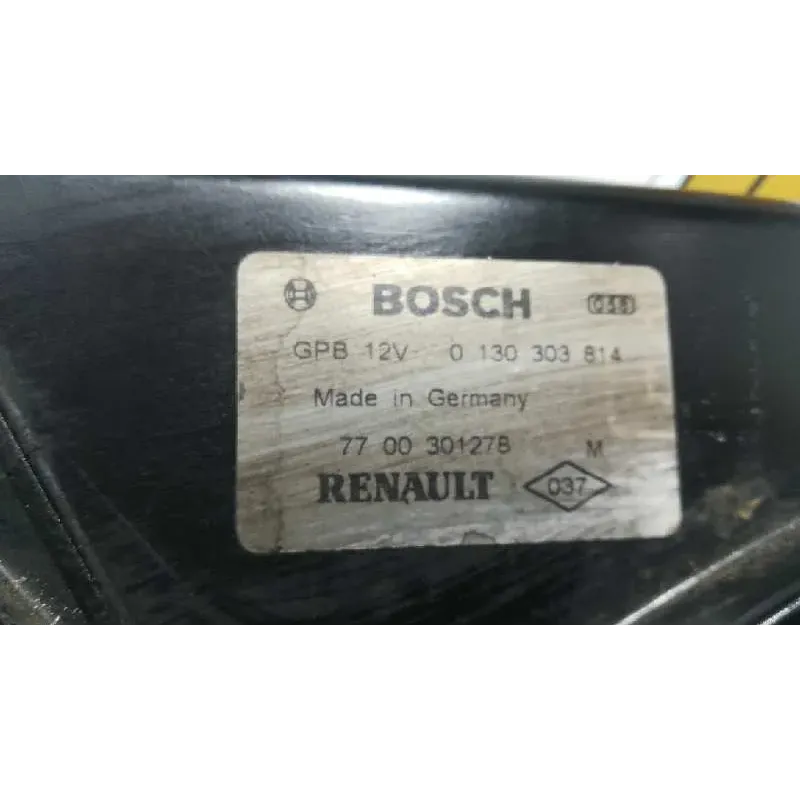 BOSCH
GPB 12V 0 130 303 814
Made in Germany
77 00 301278 M
RENAULT 037